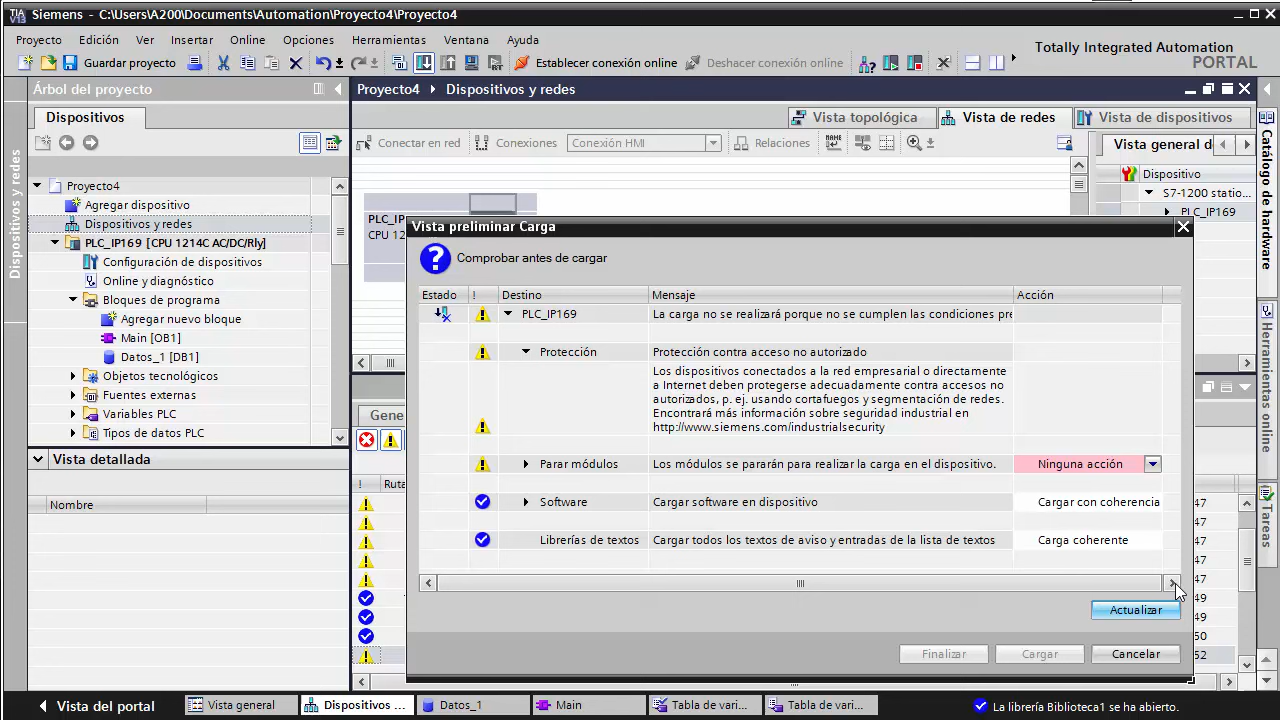 Siemens - C:\Users\A200\Documents\Automation\Proyecto4\Proyecto4
Proyecto Edición Ver Insertar Online Opciones Herramientas Ventana Ayuda
Guardar proyecto Establecer conexión online Deshacer conexión online
Totally Integrated Automation
PORTAL
Árbol del proyecto
Proyecto4 Dispositivos y redes
Dispositivos
Vista topológica Vista de redes Vista de dispositivos
Conectar en red Conexiones Conexión HMI Relaciones
Vista general d
Dispositivos y redes
Proyecto4
Agregar dispositivo
Dispositivos y redes
PLC_IP169 [CPU 1214C AC/DC/Rly]
Configuración de dispositivos
Online y diagnóstico
Bloques de programa
Agregar nuevo bloque
Main [OB1]
Datos_1 [DB1]
Objetos tecnológicos
Fuentes externas
Variables PLC
Tipos de datos PLC
Vista detallada
Nombre
PLC_IP
CPU 12
Dispositivo
S7-1200 statio...
PLC_IP169
Catálogo de hardware
Herramientas online
Tareas
Gene
! Ruta
Vista preliminar Carga
Comprobar antes de cargar
Estado ! Destino Mensaje Acción
PLC_IP169 La carga no se realizará porque no se cumplen las condiciones pre
Protección Protección contra acceso no autorizado
Los dispositivos conectados a la red empresarial o directamente
a Internet deben protegerse adecuadamente contra accesos no
autorizados, p. ej. usando cortafuegos y segmentación de redes.
Encontrará más información sobre seguridad industrial en
http://www.siemens.com/industrialsecurity
Parar módulos Los módulos se pararán para realizar la carga en el dispositivo. Ninguna acción
Software Cargar software en dispositivo Cargar con coherencia
Librerías de textos Cargar todos los textos de aviso y entradas de la lista de textos Carga coherente
Actualizar
Finalizar Cargar Cancelar
47
47
47
47
47
49
49
50
52
Vista del portal Vista general Dispositivos ... Datos_1 Main Tabla de vari... Tabla de vari... La librería Biblioteca1 se ha abierto.